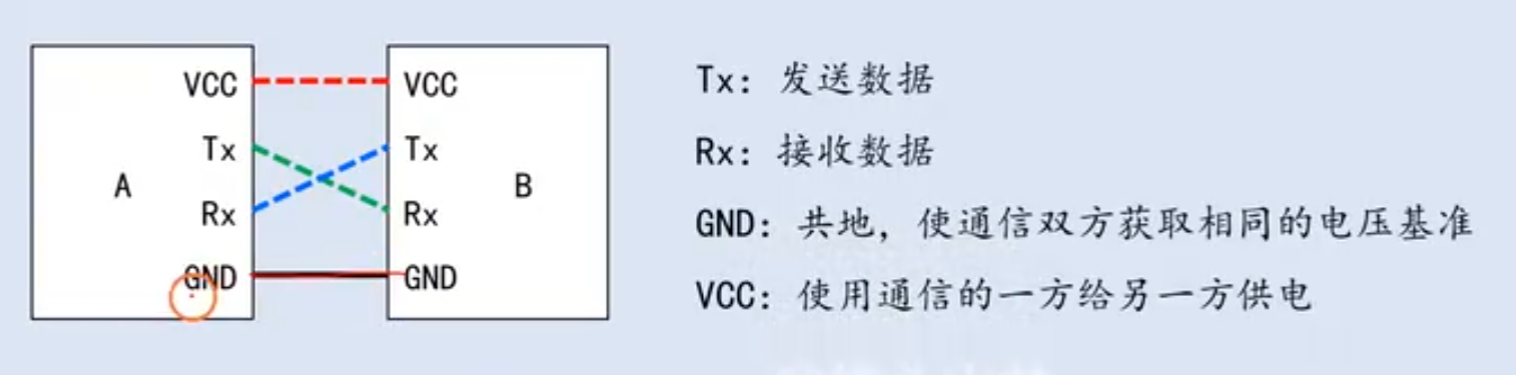 VCC
Tx
A
Rx
GND
VCC
Tx
B
Rx
GND
Tx: 发送数据
Rx: 接收数据
GND: 共地，使通信双方获取相同的电压基准
VCC: 使用通信的一方给另一方供电